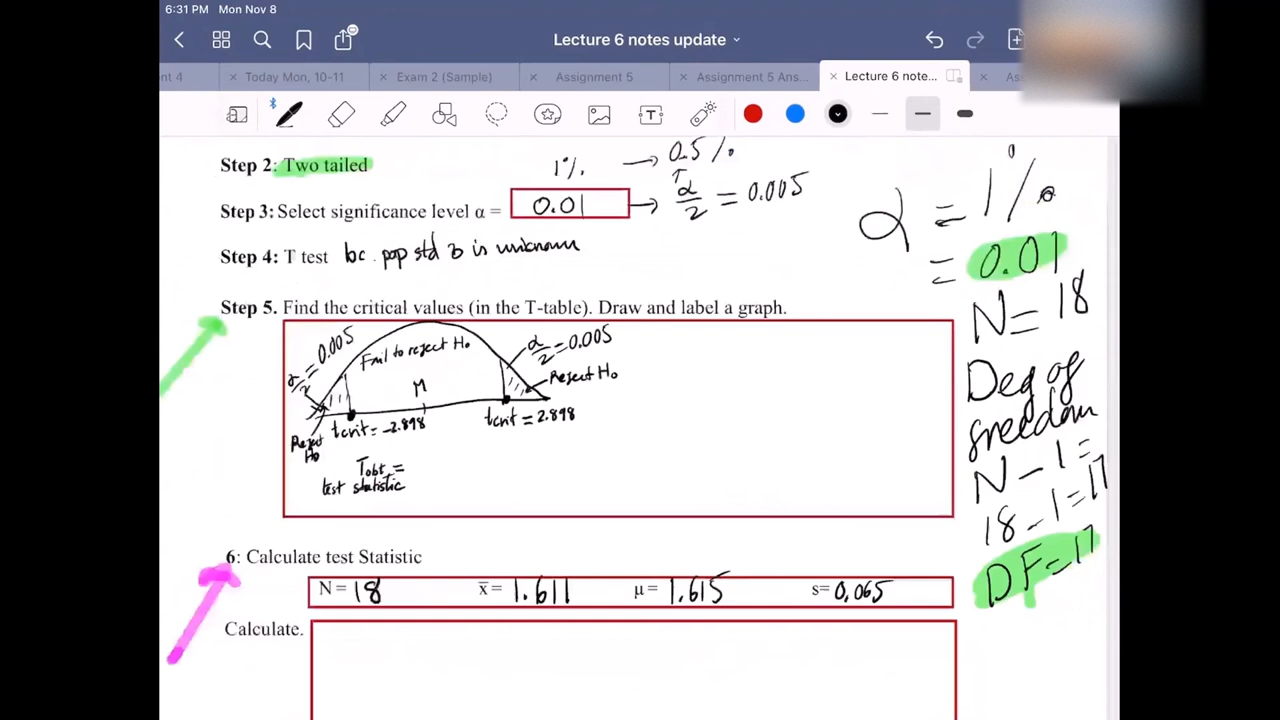 6:31 PM Mon Nov 8
Lecture 6 notes update
nt 4
Today Mon, 10-11
Exam 2 (Sample)
Assignment 5
Assignment 5 Ans...
Lecture 6 note...
As
Step 2: Two tailed
1% → 0.5%
Step 3: Select significance level α = 0.01 → α/2 = 0.005
Step 4: T test bc. pop std is unknown
Step 5. Find the critical values (in the T-table). Draw and label a graph.
α/2 = 0.005
Fail to reject Ho
α/2 = 0.005
Reject Ho
M
tcrit = -2.898
tcrit = 2.898
Reject
Ho
Tobt =
test statistic
6: Calculate test Statistic
N = 18 x̅ = 1.611 μ = 1.615 s= 0.065
Calculate.
α = 1%
= 0.01
N = 18
Deg of
freedom
N - 1 =
18 - 1 = 17
DF = 17